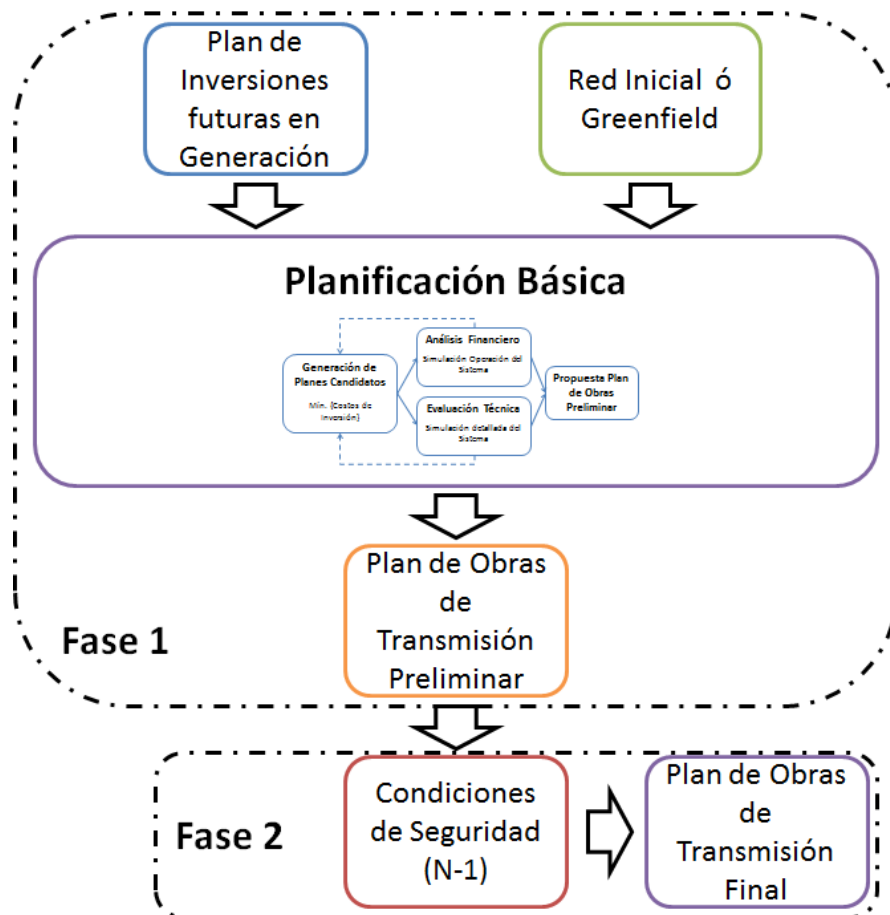 Plan de
Inversiones
futuras en
Generación
Red Inicial ó
Greenfield
Planificación Básica
Generación de
Planes Candidatos
Mín. (Costos de
Inversión)
Análisis Financiero
Simulación Operación del
Sistema
Evaluación Técnica
Simulación detallada del
Sistema
Propuesta Plan
de Obras
Preliminar
Plan de Obras
de
Transmisión
Preliminar
Fase 1
Fase 2
Condiciones
de Seguridad
(N-1)
Plan de Obras
de
Transmisión
Final